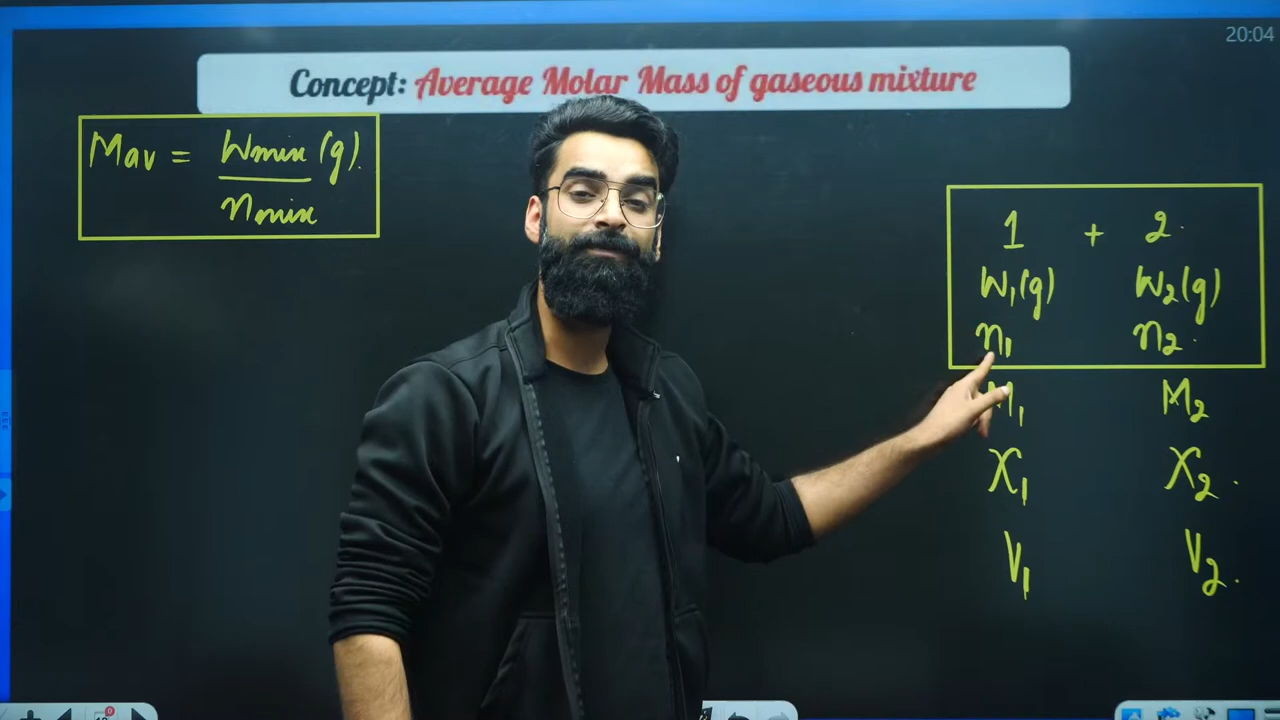 20:04
Concept: Average Molar Mass of gaseous mixture
Mav = Wmix (g).
nmix
1 + 2.
W₁(g) W₂(g)
n₁ n₂.
M₁ M₂
X₁ X₂.
V₁ V₂.